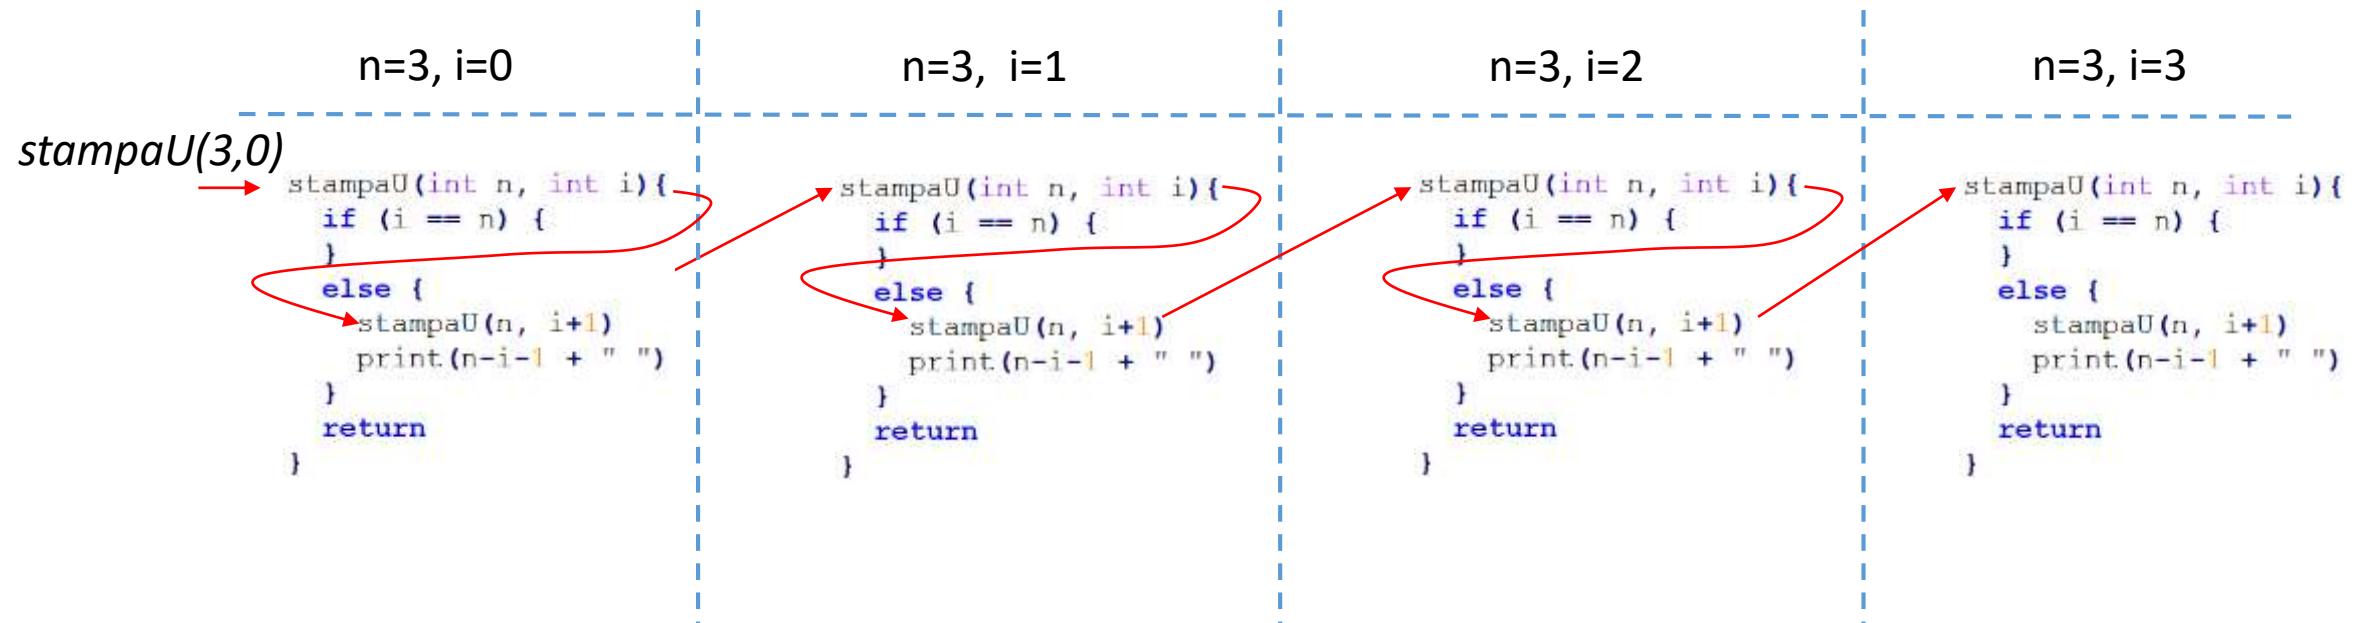 n=3, i=0
n=3,  i=1
n=3, i=2
n=3, i=3
stampaU(3,0)
stampaU(int n, int i){
if (i == n) {
}
else {
stampaU(n, i+1)
print(n-i-1 + " ")
}
return
}
stampaU(int n, int i){
if (i == n) {
}
else {
stampaU(n, i+1)
print(n-i-1 + " ")
}
return
}
stampaU(int n, int i){
if (i == n) {
}
else {
stampaU(n, i+1)
print(n-i-1 + " ")
}
return
}
stampaU(int n, int i){
if (i == n) {
}
else {
stampaU(n, i+1)
print(n-i-1 + " ")
}
return
}